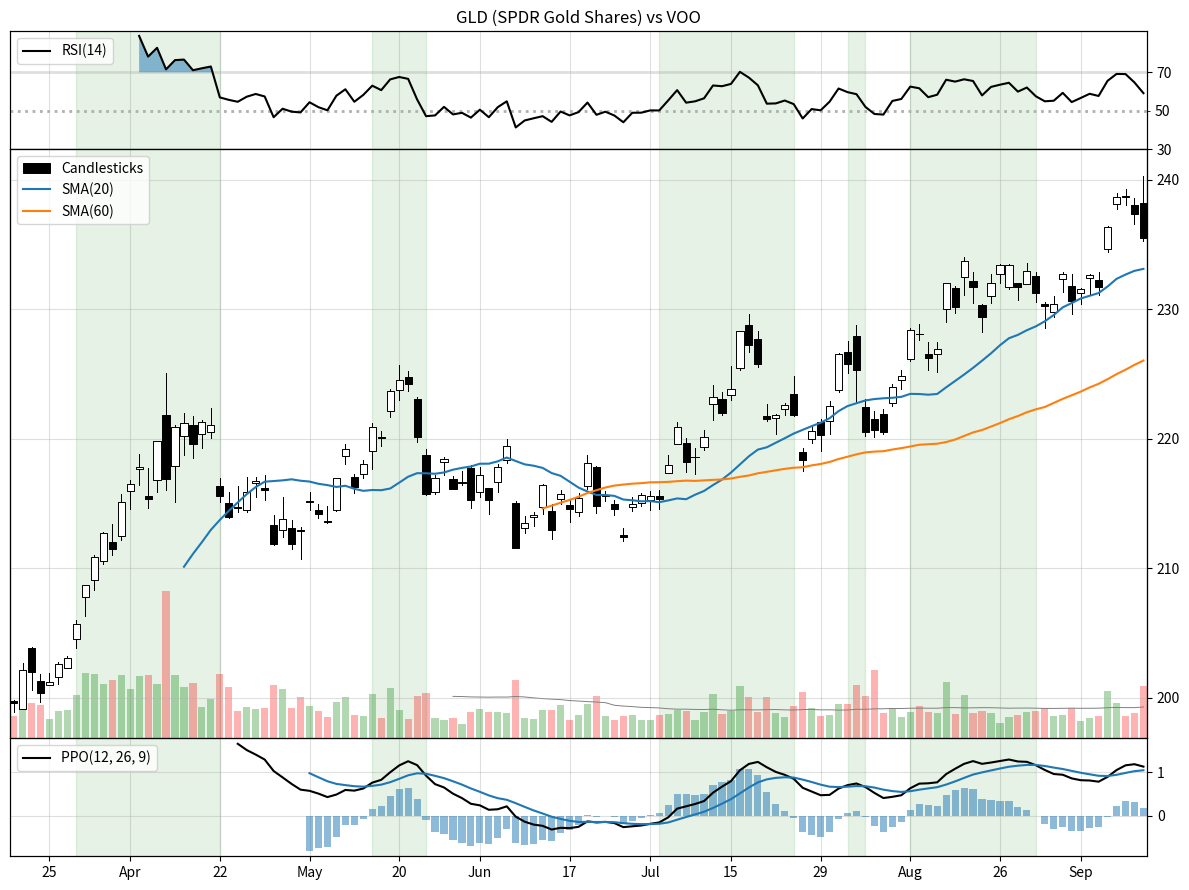 GLD (SPDR Gold Shares) vs VOO
RSI(14)
70
50
30
Candlesticks
SMA(20)
SMA(60)
240
230
220
210
200
PPO(12, 26, 9)
1
0
25 Apr 22 May 20 Jun 17 Jul 15 29 Aug 26 Sep